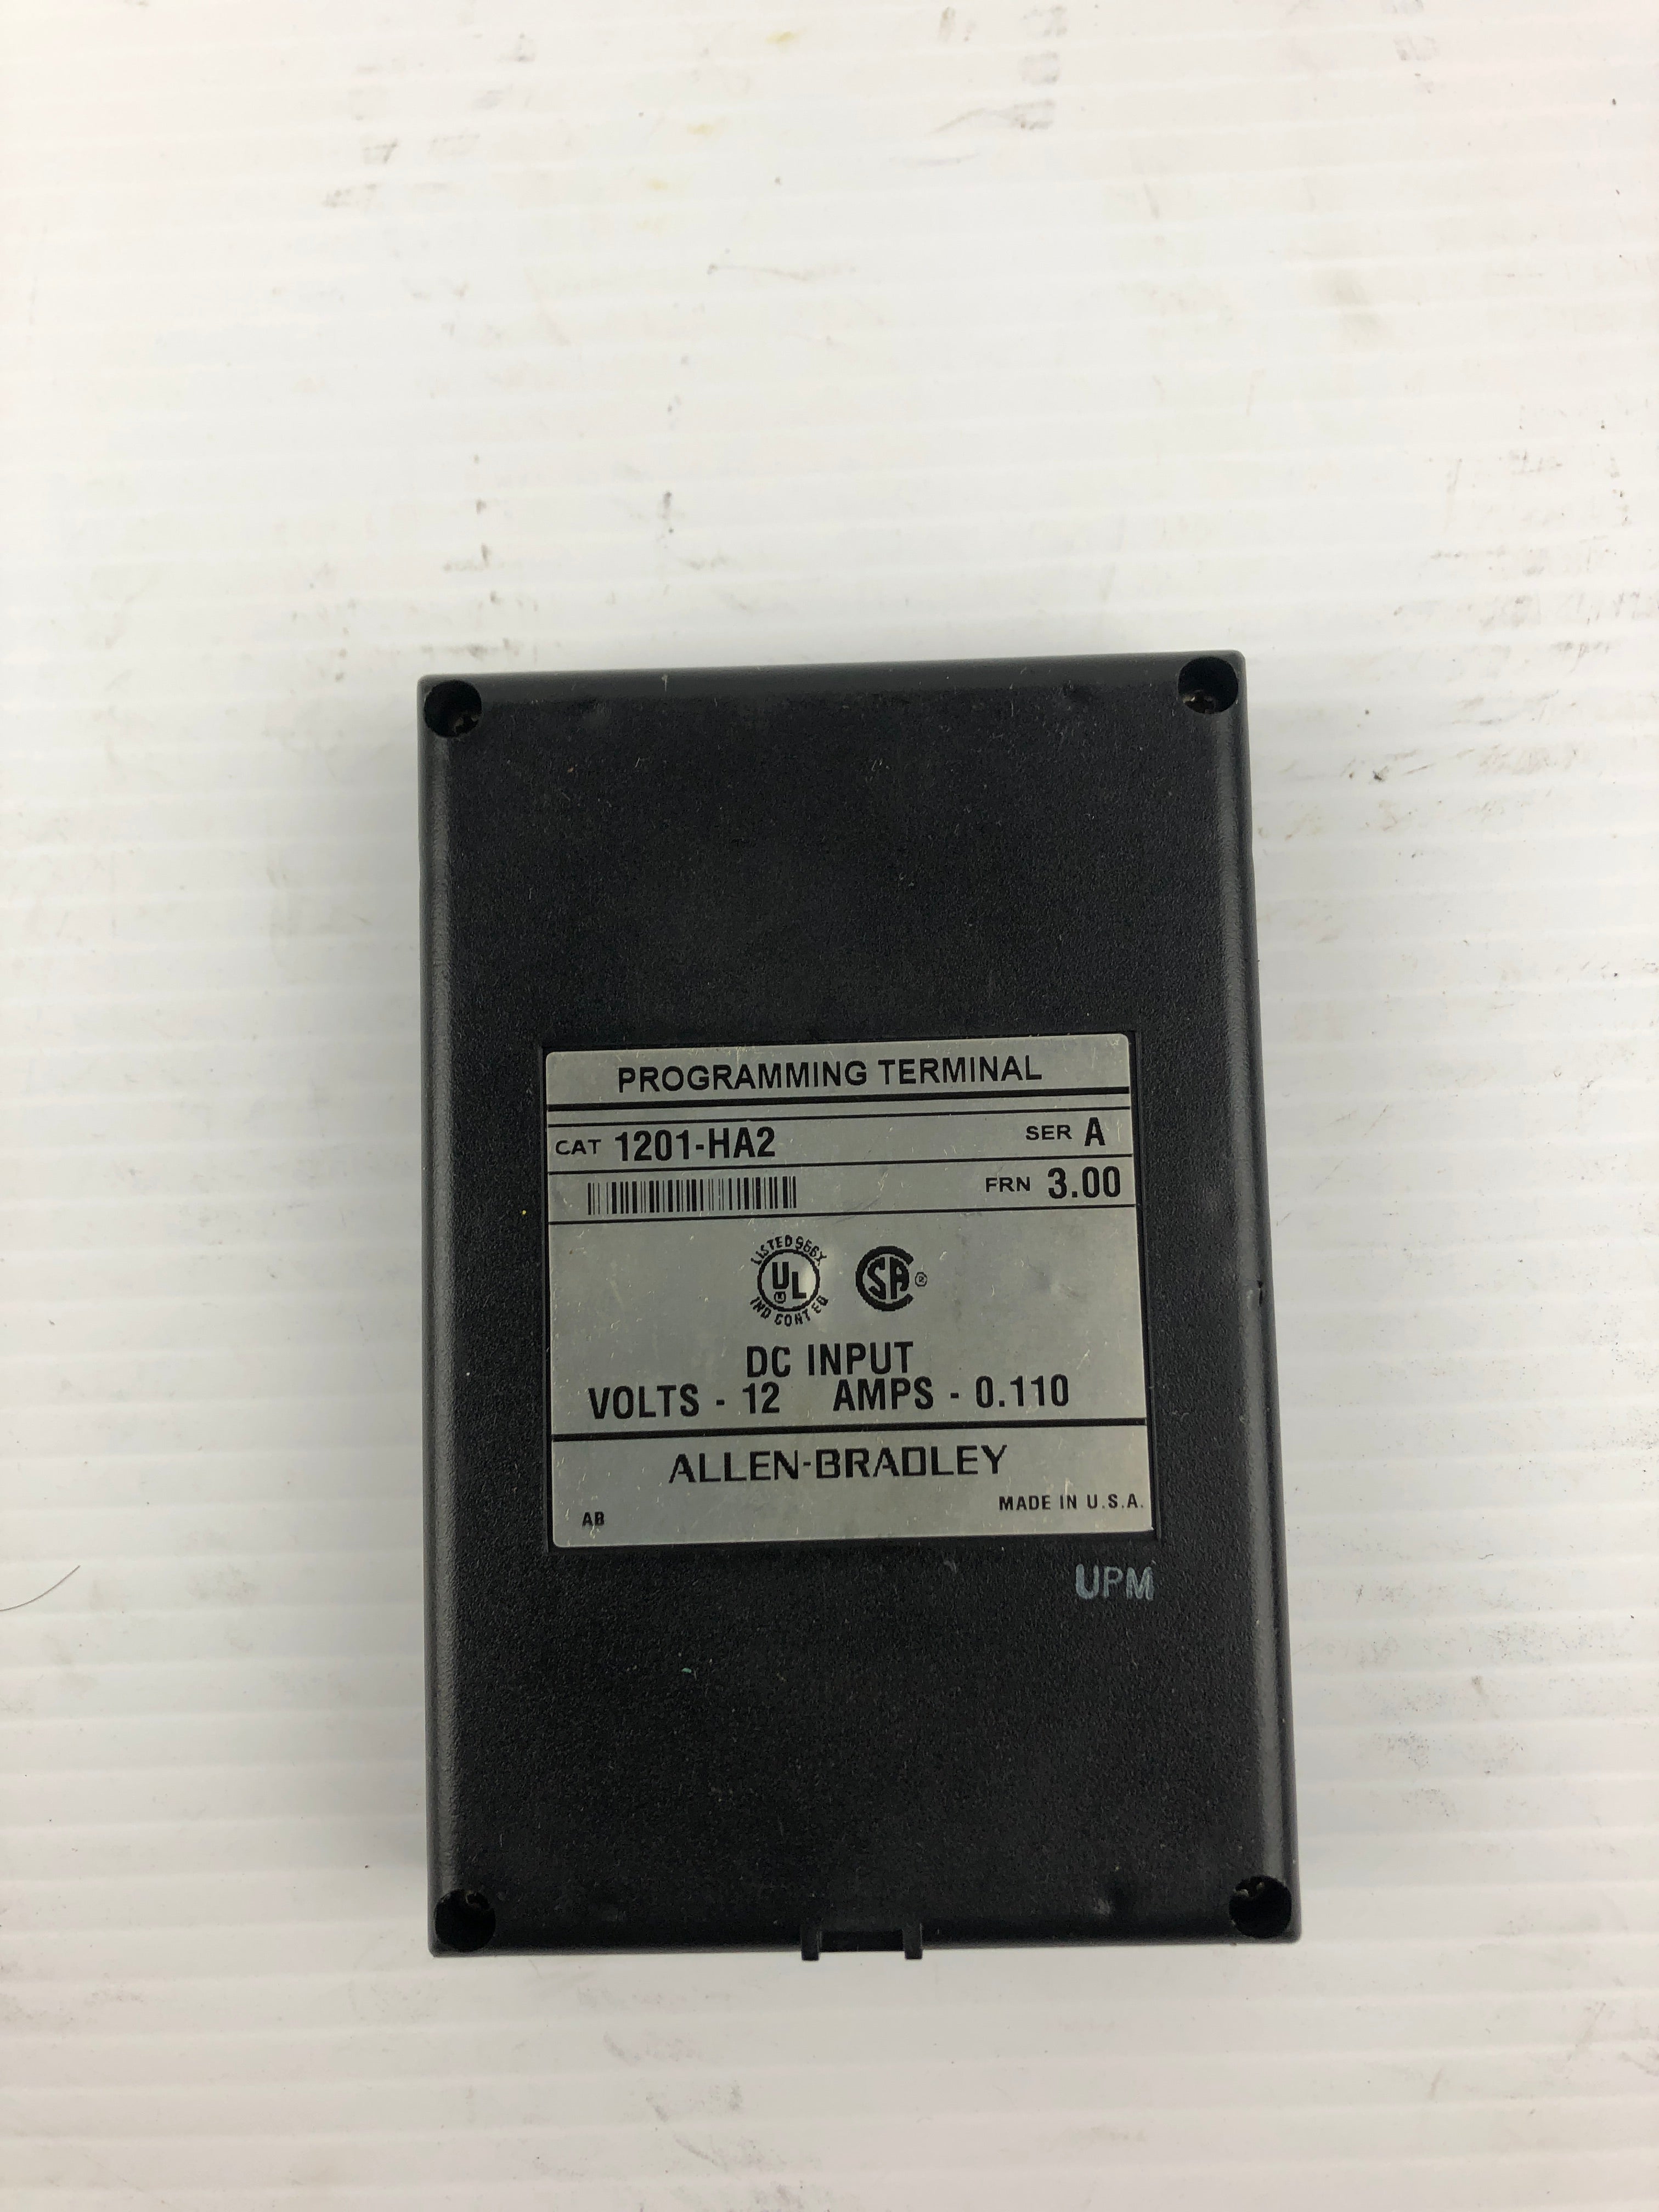 PROGRAMMING TERMINAL
CAT 1201-HA2 SER A
FRN 3.00
LISTED 966X
UL ®
IND CONT EQ
CSA ®
DC INPUT
VOLTS - 12 AMPS - 0.110
ALLEN-BRADLEY
AB MADE IN U.S.A.
UPM